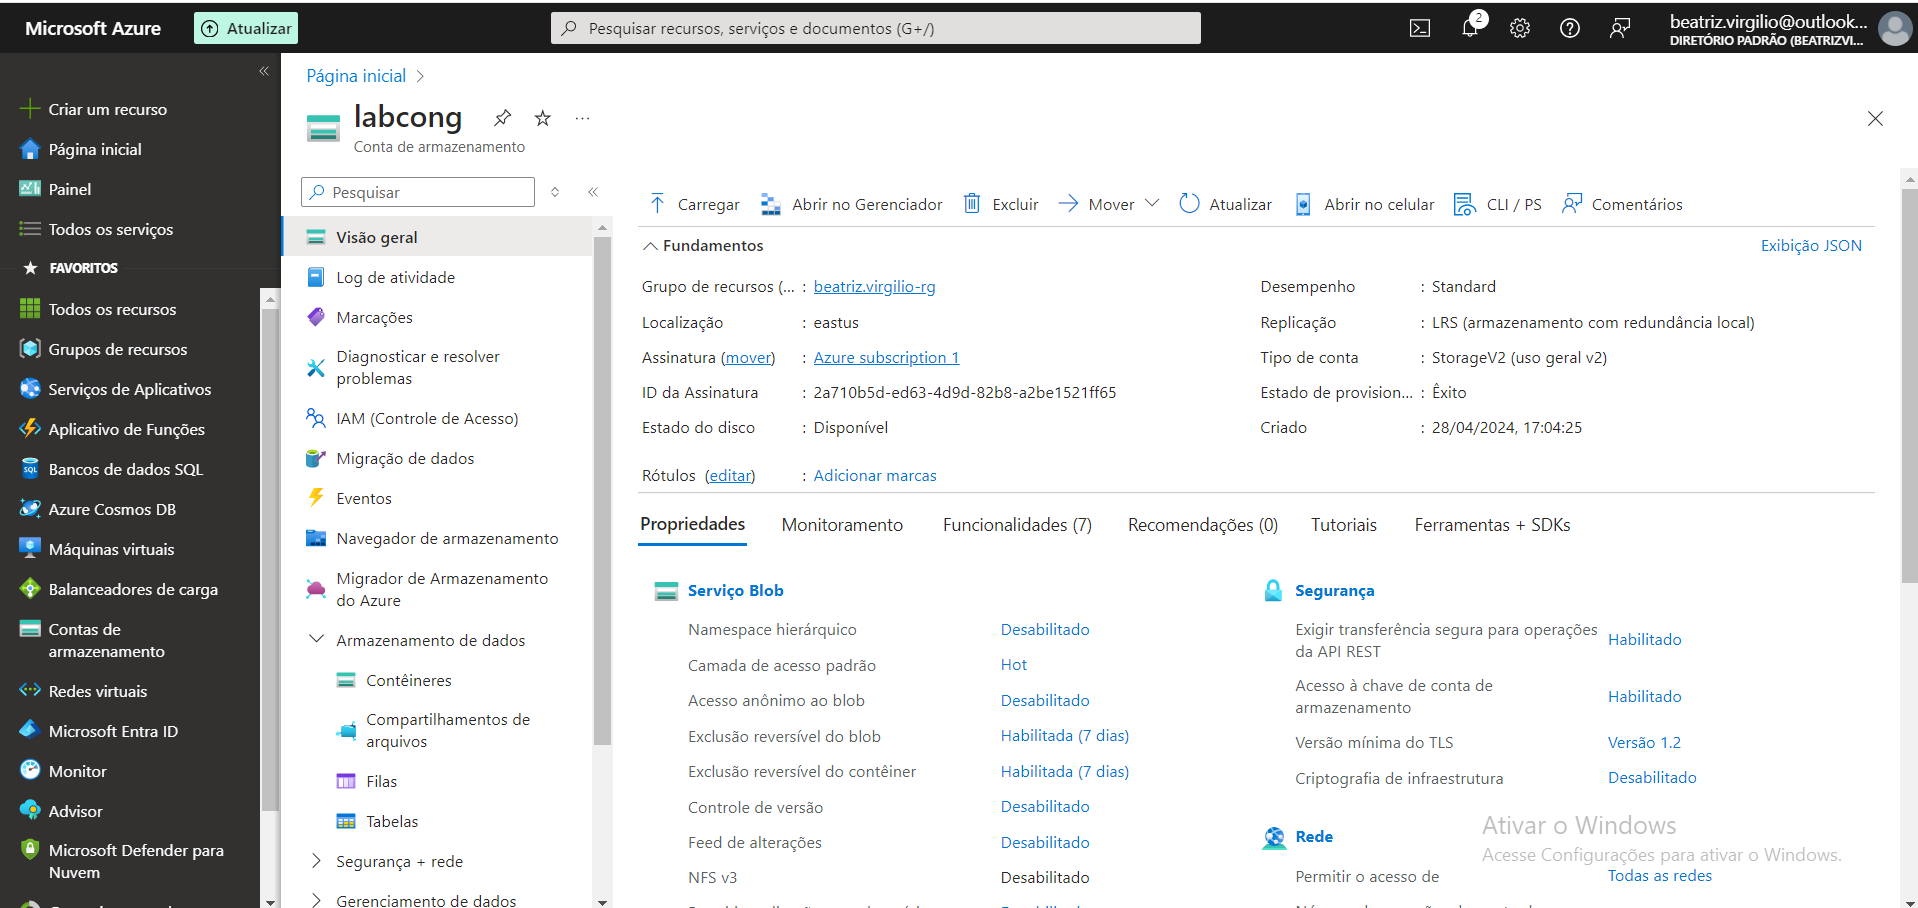 Microsoft Azure
Atualizar
Pesquisar recursos, serviços e documentos (G+/)
2
beatriz.virgilio@outlook...
DIRETÓRIO PADRÃO (BEATRIZVI...
Criar um recurso
Página inicial
Painel
Todos os serviços
FAVORITOS
Todos os recursos
Grupos de recursos
Serviços de Aplicativos
Aplicativo de Funções
Bancos de dados SQL
Azure Cosmos DB
Máquinas virtuais
Balanceadores de carga
Contas de
armazenamento
Redes virtuais
Microsoft Entra ID
Monitor
Advisor
Microsoft Defender para
Nuvem
Página inicial
labcong
Conta de armazenamento
Pesquisar
Visão geral
Log de atividade
Marcações
Diagnosticar e resolver
problemas
IAM (Controle de Acesso)
Migração de dados
Eventos
Navegador de armazenamento
Migrador de Armazenamento
do Azure
Armazenamento de dados
Contêineres
Compartilhamentos de
arquivos
Filas
Tabelas
Segurança + rede
Gerenciamento de dados
Carregar Abrir no Gerenciador Excluir Mover Atualizar Abrir no celular CLI / PS Comentários
Fundamentos
Exibição JSON
Grupo de recursos (... : beatriz.virgilio-rg
Localização : eastus
Assinatura (mover) : Azure subscription 1
ID da Assinatura : 2a710b5d-ed63-4d9d-82b8-a2be1521ff65
Estado do disco : Disponível
Rótulos (editar) : Adicionar marcas
Desempenho : Standard
Replicação : LRS (armazenamento com redundância local)
Tipo de conta : StorageV2 (uso geral v2)
Estado de provision... : Êxito
Criado : 28/04/2024, 17:04:25
Propriedades Monitoramento Funcionalidades (7) Recomendações (0) Tutoriais Ferramentas + SDKs
Serviço Blob
Namespace hierárquico Desabilitado
Camada de acesso padrão Hot
Acesso anônimo ao blob Desabilitado
Exclusão reversível do blob Habilitada (7 dias)
Exclusão reversível do contêiner Habilitada (7 dias)
Controle de versão Desabilitado
Feed de alterações Desabilitado
NFS v3 Desabilitado
Segurança
Exigir transferência segura para operações
da API REST
Habilitado
Acesso à chave de conta de
armazenamento
Habilitado
Versão mínima do TLS Versão 1.2
Criptografia de infraestrutura Desabilitado
Rede
Permitir o acesso de Todas as redes
Ativar o Windows
Acesse Configurações para ativar o Windows.